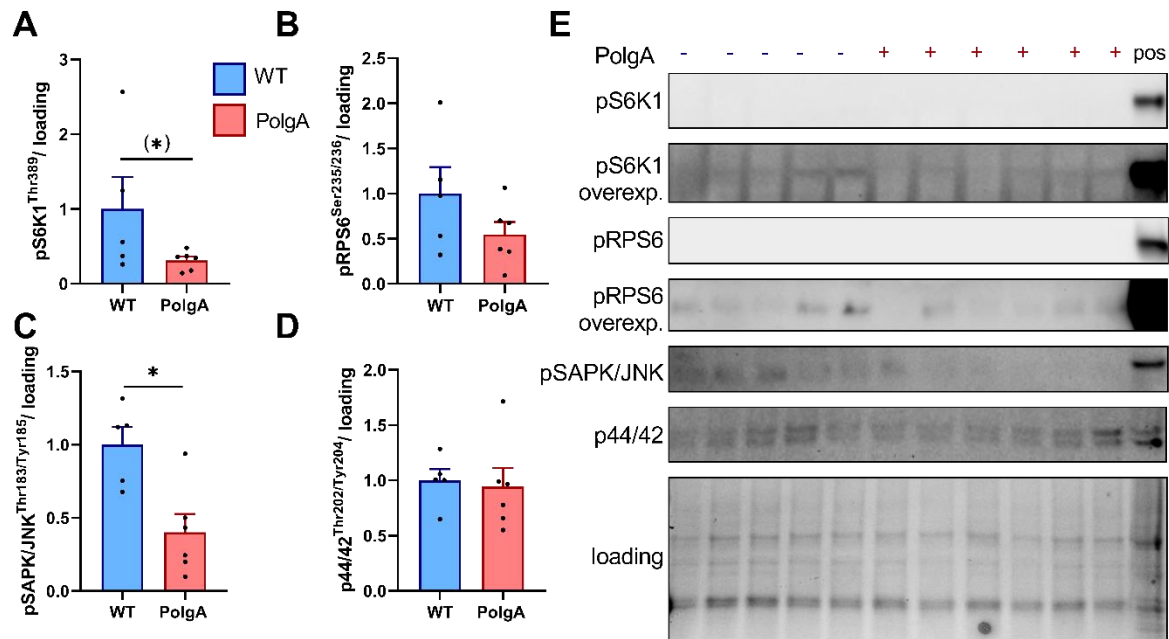 A
pS6K1Thr389/ loading
3
2
1
0
(*)
WT
PolgA
WT
PolgA
B
pRPS6Ser235/236/ loading
2.5
2.0
1.5
1.0
0.5
0.0
WT
PolgA
C
pSAPK/JNKThr183/Tyr185/ loading
1.5
1.0
0.5
0.0
*
WT
PolgA
D
p44/42Thr202/Tyr204/ loading
2.0
1.5
1.0
0.5
0.0
WT
PolgA
E
PolgA - - - - - + + + + + + pos
pS6K1
pS6K1
overexp.
pRPS6
pRPS6
overexp.
pSAPK/JNK
p44/42
loading